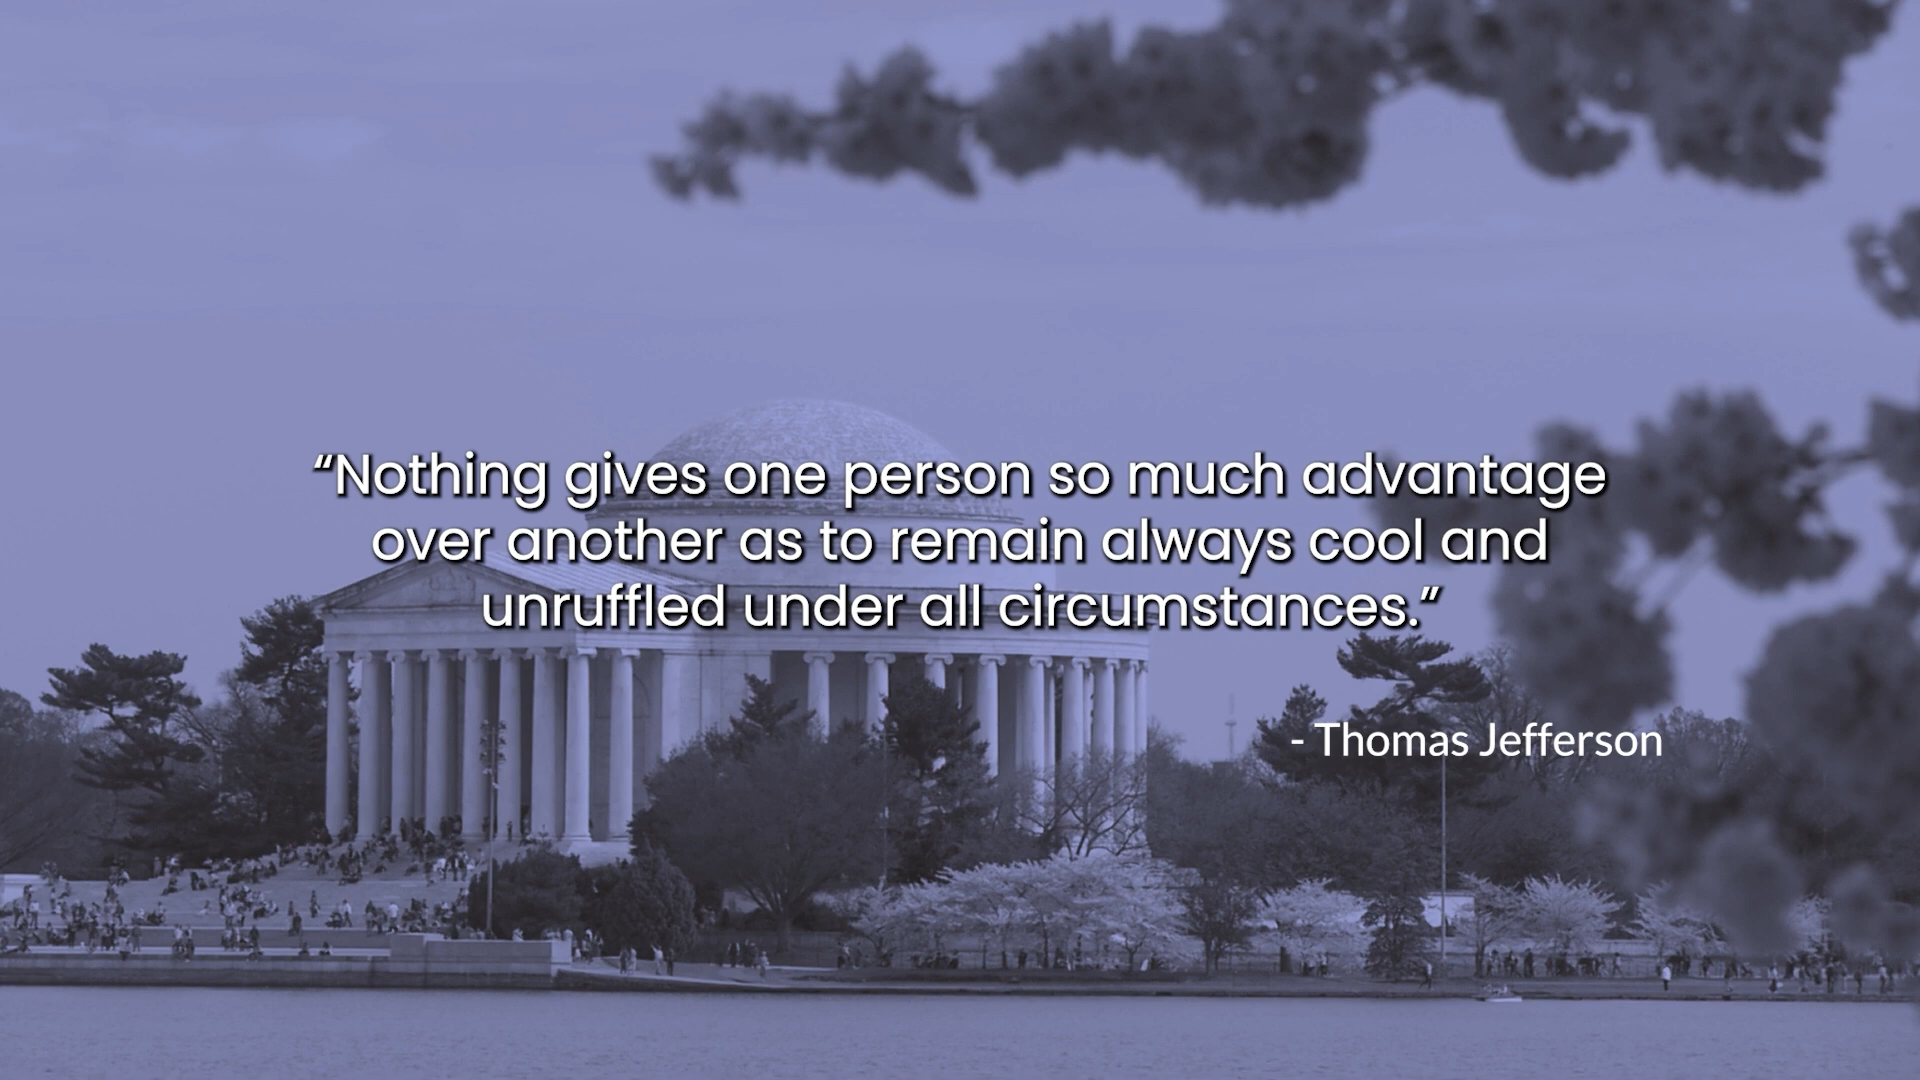 “Nothing gives one person so much advantage
over another as to remain always cool and
unruffled under all circumstances.”
- Thomas Jefferson